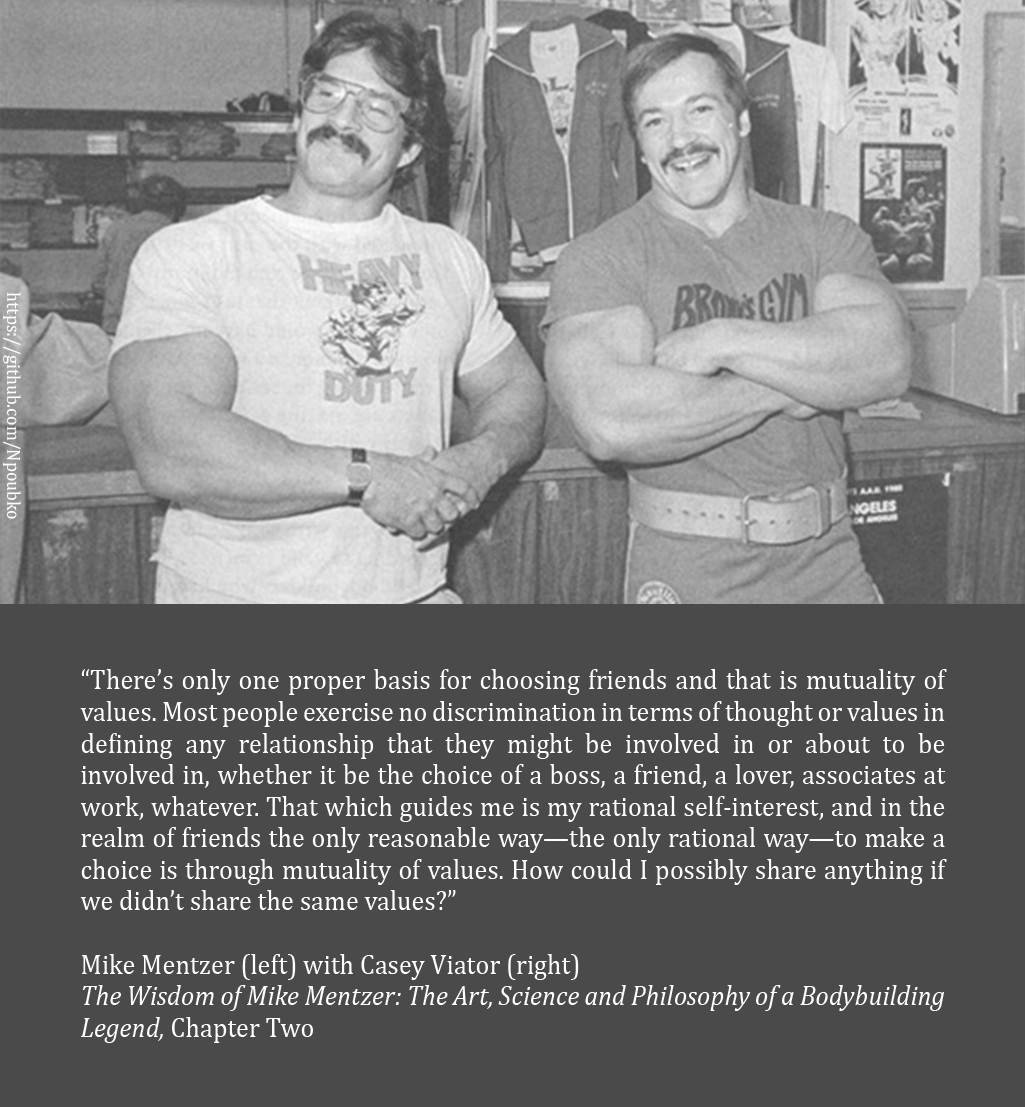 HEAVY
DUTY
BROWN'S GYM
https://github.com/Npoubko
ANGELES
“There’s only one proper basis for choosing friends and that is mutuality of
values. Most people exercise no discrimination in terms of thought or values in
defining any relationship that they might be involved in or about to be
involved in, whether it be the choice of a boss, a friend, a lover, associates at
work, whatever. That which guides me is my rational self-interest, and in the
realm of friends the only reasonable way—the only rational way—to make a
choice is through mutuality of values. How could I possibly share anything if
we didn’t share the same values?”
Mike Mentzer (left) with Casey Viator (right)
The Wisdom of Mike Mentzer: The Art, Science and Philosophy of a Bodybuilding
Legend, Chapter Two